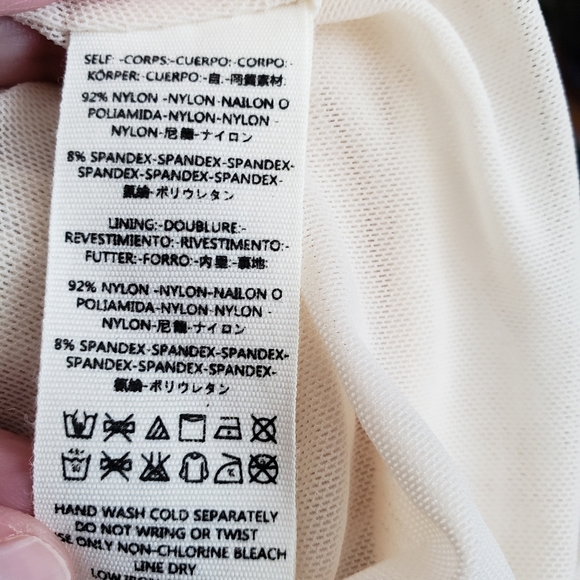 SELF: -CORPS:-CUERPO:-CORPO:-
KÖRPER:-CUERPO:-自.-同質素材:
92% NYLON -NYLON-NAILON O
POLIAMIDA-NYLON-NYLON -
NYLON-尼龍-ナイロン
8% SPANDEX-SPANDEX-SPANDEX-
SPANDEX-SPANDEX-SPANDEX-
氨綸-ポリウレタン
LINING:-DOUBLURE:-
REVESTIMIENTO:-RIVESTIMENTO:-
FUTTER:-FORRO:-内里:-裏地:
92% NYLON -NYLON-NAILON O
POLIAMIDA-NYLON-NYLON -
NYLON-尼龍-ナイロン
8% SPANDEX-SPANDEX-SPANDEX-
SPANDEX-SPANDEX-SPANDEX-
氨綸-ポリウレタン
HAND WASH COLD SEPARATELY
DO NOT WRING OR TWIST
USE ONLY NON-CHLORINE BLEACH
LINE DRY
LOW IRON